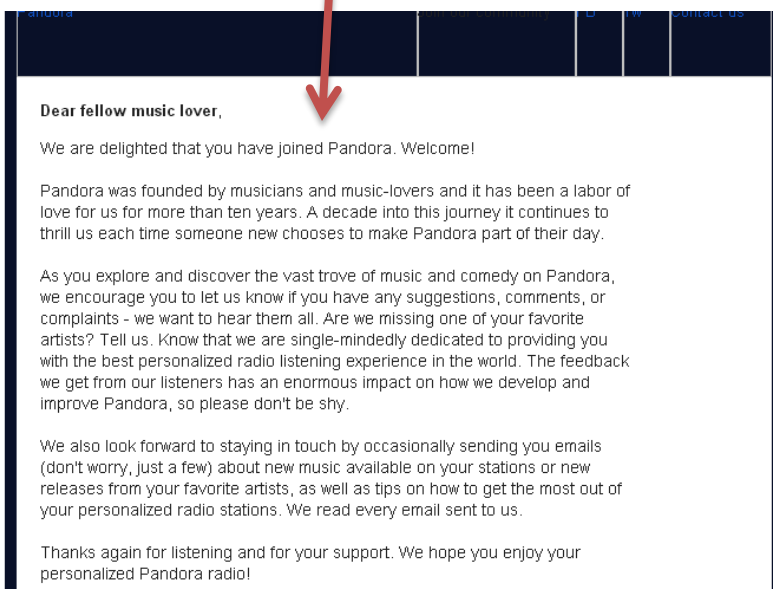 Pandora Join our community FB Tw Contact us
Dear fellow music lover,
We are delighted that you have joined Pandora. Welcome!
Pandora was founded by musicians and music-lovers and it has been a labor of
love for us for more than ten years. A decade into this journey it continues to
thrill us each time someone new chooses to make Pandora part of their day.
As you explore and discover the vast trove of music and comedy on Pandora,
we encourage you to let us know if you have any suggestions, comments, or
complaints - we want to hear them all. Are we missing one of your favorite
artists? Tell us. Know that we are single-mindedly dedicated to providing you
with the best personalized radio listening experience in the world. The feedback
we get from our listeners has an enormous impact on how we develop and
improve Pandora, so please don't be shy.
We also look forward to staying in touch by occasionally sending you emails
(don't worry, just a few) about new music available on your stations or new
releases from your favorite artists, as well as tips on how to get the most out of
your personalized radio stations. We read every email sent to us.
Thanks again for listening and for your support. We hope you enjoy your
personalized Pandora radio!